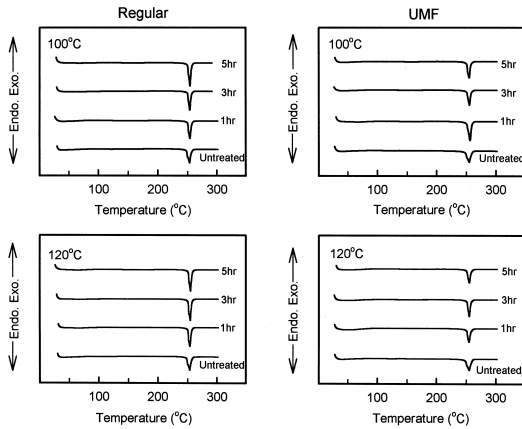 Regular
UMF
100°C
5hr
3hr
1hr
Untreated
Endo. Exo.
100
200
300
Temperature (°C)
100°C
5hr
3hr
1hr
Untreated
Endo. Exo.
100
200
300
Temperature (°C)
120°C
5hr
3hr
1hr
Untreated
Endo. Exo.
100
200
300
Temperature (°C)
120°C
5hr
3hr
1hr
Untreated
Endo. Exo.
100
200
300
Temperature (°C)